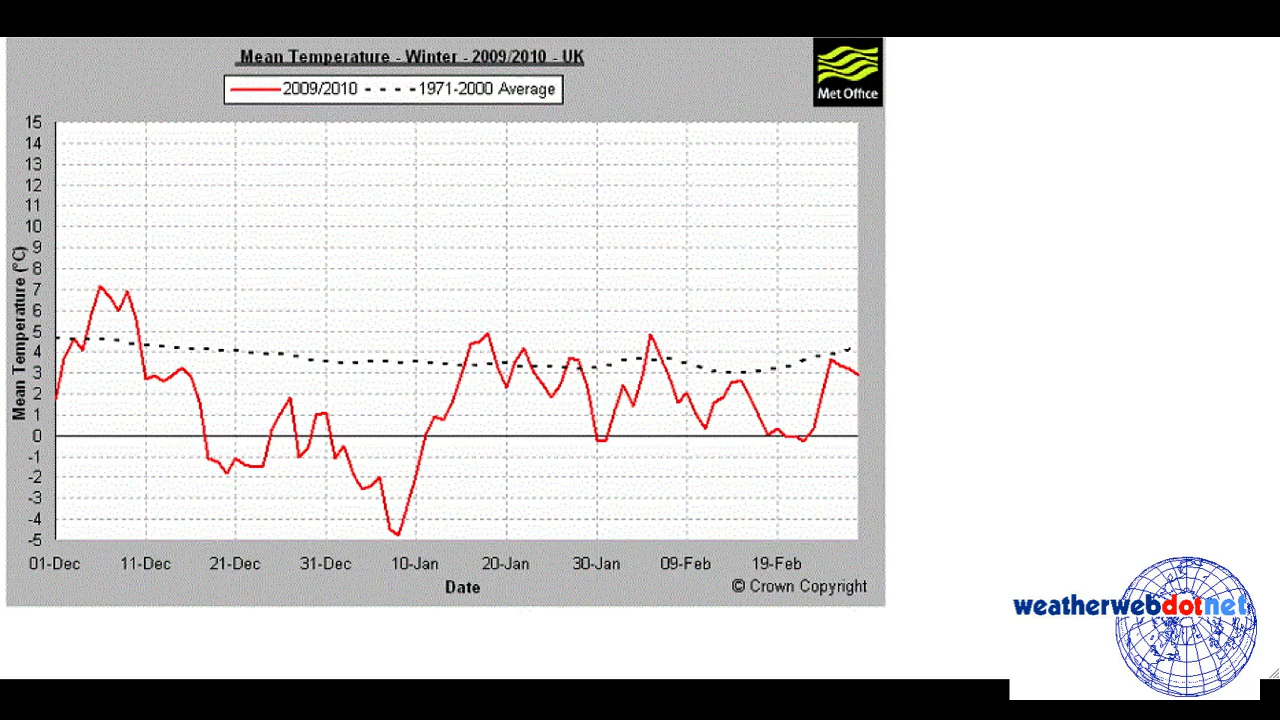 Mean Temperature - Winter - 2009/2010 - UK
2009/2010 1971-2000 Average
Met Office
15
14
13
12
11
10
9
8
7
6
5
4
3
2
1
0
-1
-2
-3
-4
-5
Mean Temperature (°C)
01-Dec 11-Dec 21-Dec 31-Dec 10-Jan 20-Jan 30-Jan 09-Feb 19-Feb
Date
© Crown Copyright
weatherwebdotnet